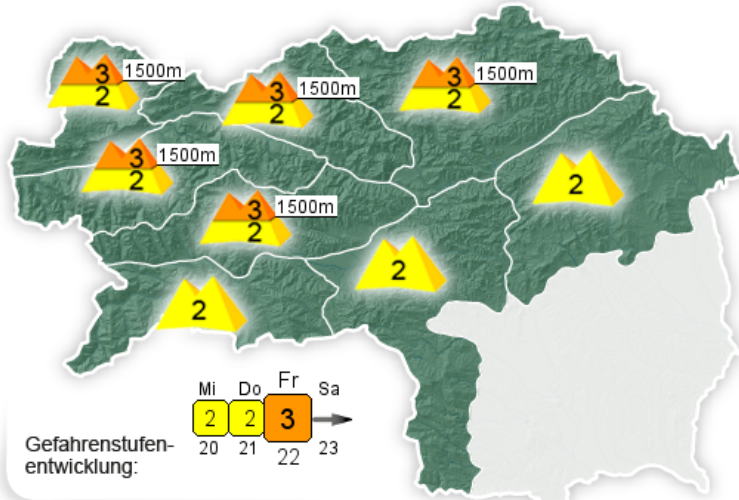 3 1500m
2
3 1500m
2
3 1500m
2
3 1500m
2
2
3 1500m
2
2
2
Mi Do Fr Sa
2 2 3
20 21 22 23
Gefahrenstufen-
entwicklung: